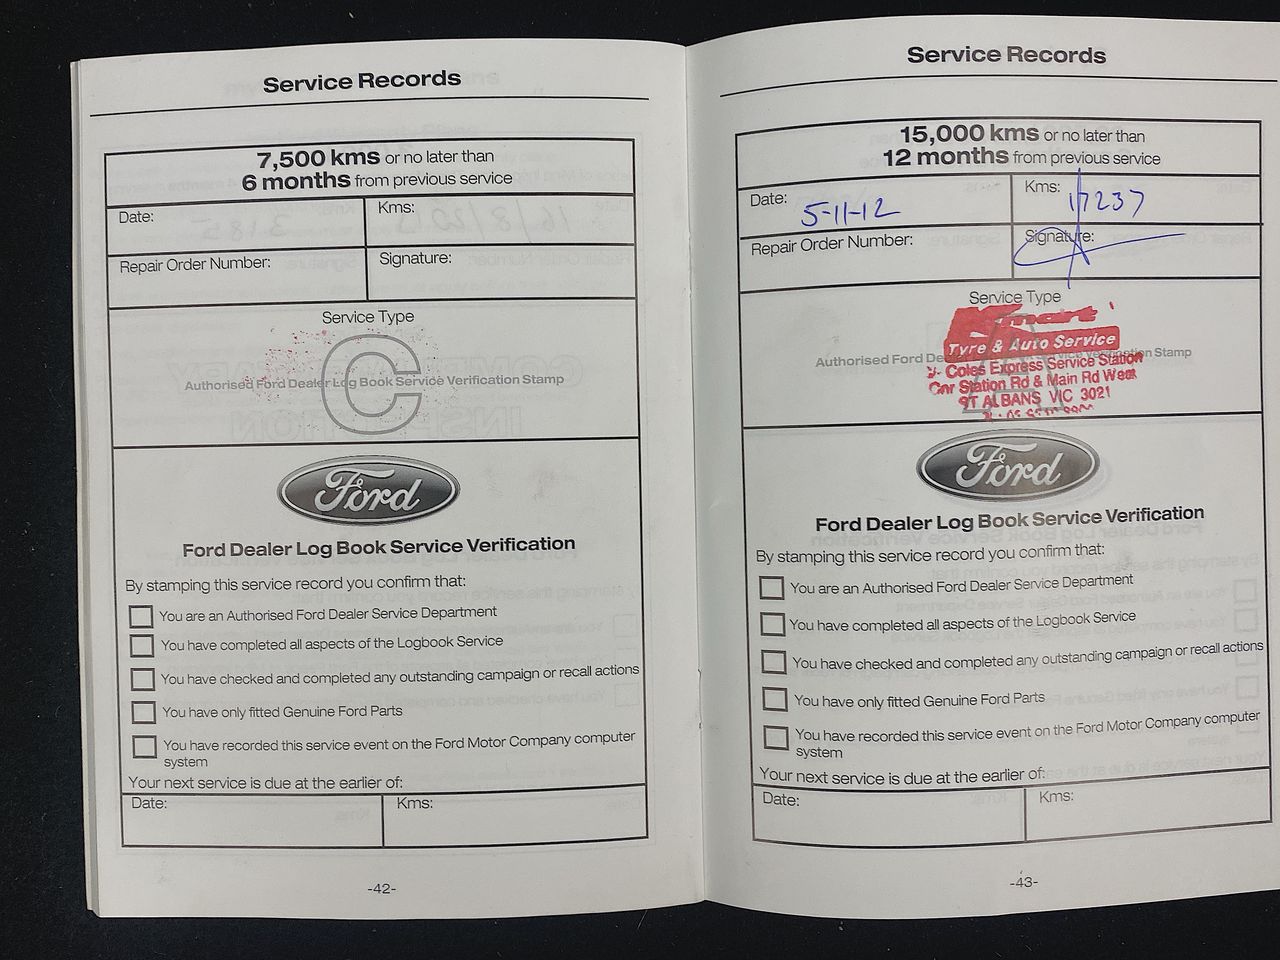 Service Records
7,500 kms or no later than
6 months from previous service
Date:
Kms:
Repair Order Number:
Signature:
Service Type
C
Authorised Ford Dealer Log Book Service Verification Stamp
Ford
Ford Dealer Log Book Service Verification
By stamping this service record you confirm that:
You are an Authorised Ford Dealer Service Department
You have completed all aspects of the Logbook Service
You have checked and completed any outstanding campaign or recall actions
You have only fitted Genuine Ford Parts
You have recorded this service event on the Ford Motor Company computer
system
Your next service is due at the earlier of:
Date:
Kms:
-42-
Service Records
15,000 kms or no later than
12 months from previous service
Date: 5-11-12
Kms: 17237
Repair Order Number:
Signature:
Service Type
Kmart
Tyre & Auto Service
Authorised Ford Service Verification Stamp
Coles Express Service Station
Cnr Station Rd & Main Rd West
ST ALBANS VIC 3021
Ford
Ford Dealer Log Book Service Verification
By stamping this service record you confirm that:
You are an Authorised Ford Dealer Service Department
You have completed all aspects of the Logbook Service
You have checked and completed any outstanding campaign or recall actions
You have only fitted Genuine Ford Parts
You have recorded this service event on the Ford Motor Company computer
system
Your next service is due at the earlier of:
Date:
Kms:
-43-